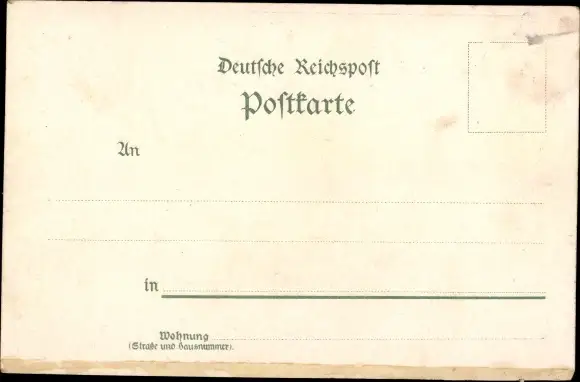 Deutſche Reichspoſt
Poſtkarte
An
in
Wohnung
(Straße und Hausnummer).